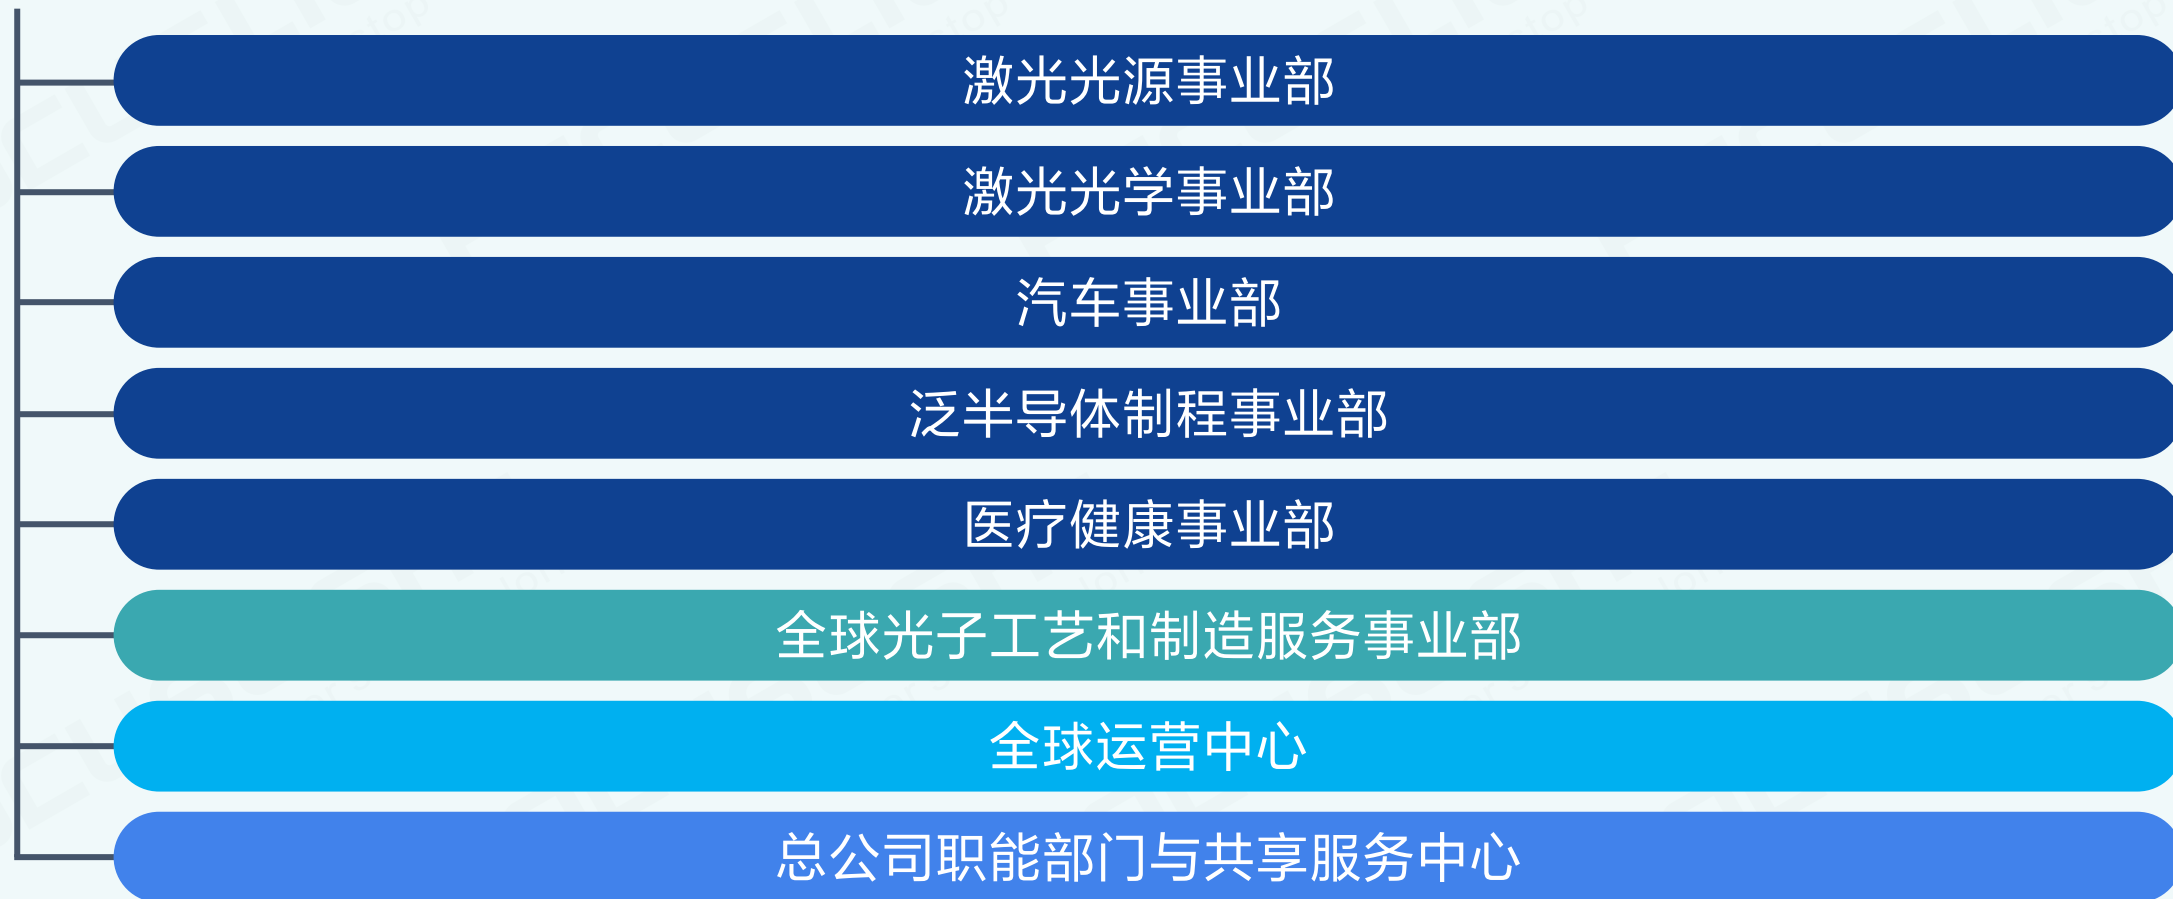 激光光源事业部
激光光学事业部
汽车事业部
泛半导体制程事业部
医疗健康事业部
全球光子工艺和制造服务事业部
全球运营中心
总公司职能部门与共享服务中心